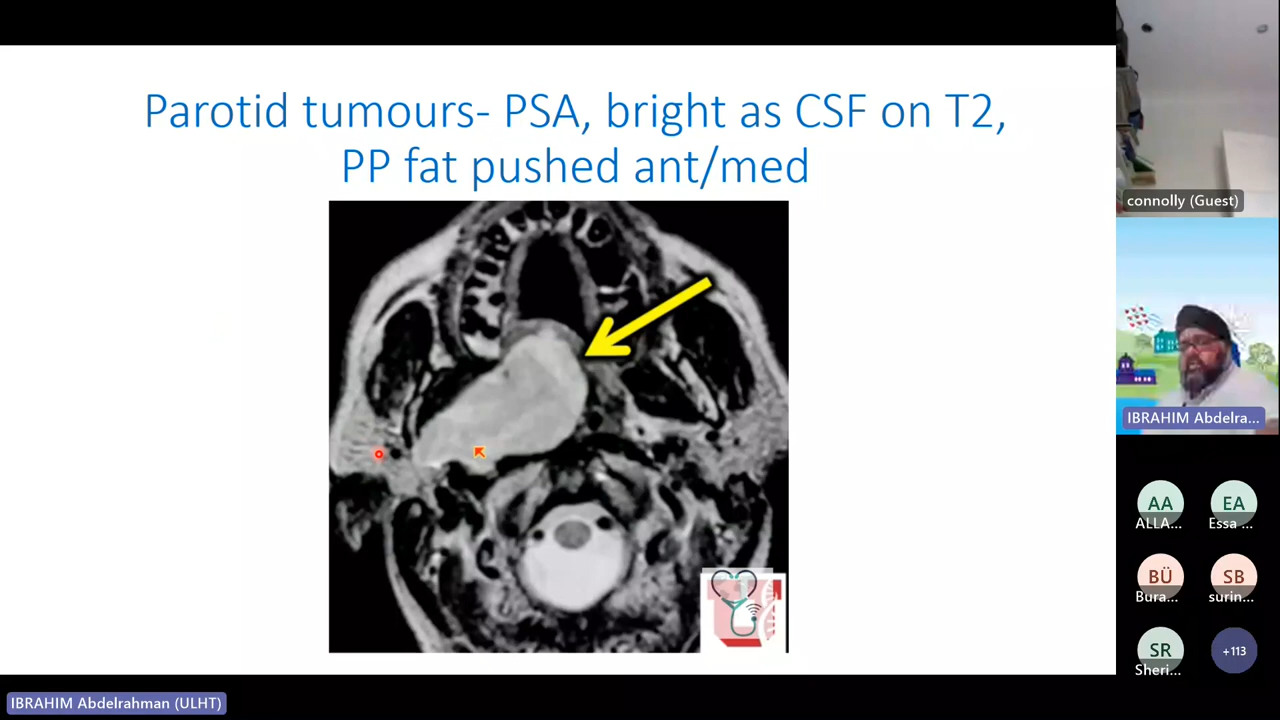 Parotid tumours- PSA, bright as CSF on T2,
PP fat pushed ant/med
connolly (Guest)
IBRAHIM Abdelra...
AA
ALLA...
EA
Essa ...
BÜ
Bura...
SB
surin...
SR
Sheri...
+113
IBRAHIM Abdelrahman (ULHT)